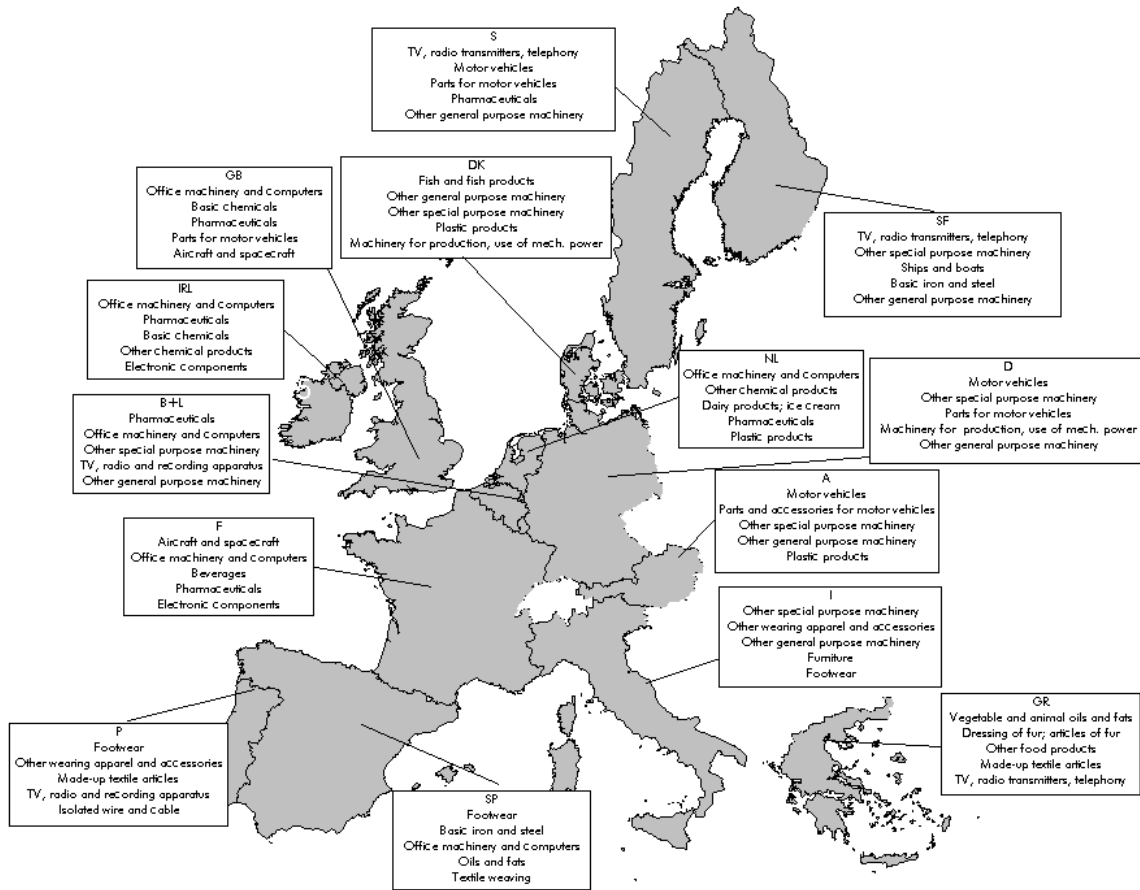 S
TV, radio transmitters, telephony
Motor vehicles
Parts for motor vehicles
Pharmaceuticals
Other general purpose machinery
DK
Fish and fish products
Other general purpose machinery
Other special purpose machinery
Plastic products
Machinery for production, use of mech. power
GB
Office machinery and computers
Basic chemicals
Pharmaceuticals
Parts for motor vehicles
Aircraft and spacecraft
SF
TV, radio transmitters, telephony
Other special purpose machinery
Ships and boats
Basic iron and steel
Other general purpose machinery
IRL
Office machinery and computers
Pharmaceuticals
Basic chemicals
Other chemical products
Electronic components
NL
Office machinery and computers
Other chemical products
Dairy products; ice cream
Pharmaceuticals
Plastic products
D
Motor vehicles
Other special purpose machinery
Parts for motor vehicles
Machinery for production, use of mech. power
Other general purpose machinery
B+L
Pharmaceuticals
Office machinery and computers
Other special purpose machinery
TV, radio and recording apparatus
Other general purpose machinery
A
Motor vehicles
Parts and accessories for motor vehicles
Other special purpose machinery
Other general purpose machinery
Plastic products
F
Aircraft and spacecraft
Office machinery and computers
Beverages
Pharmaceuticals
Electronic components
I
Other special purpose machinery
Other wearing apparel and accessories
Other general purpose machinery
Furniture
Footwear
GR
Vegetable and animal oils and fats
Dressing of fur; articles of fur
Other food products
Made-up textile articles
TV, radio transmitters, telephony
P
Footwear
Other wearing apparel and accessories
Made-up textile articles
TV, radio and recording apparatus
Isolated wire and cable
SP
Footwear
Basic iron and steel
Office machinery and computers
Oils and fats
Textile weaving